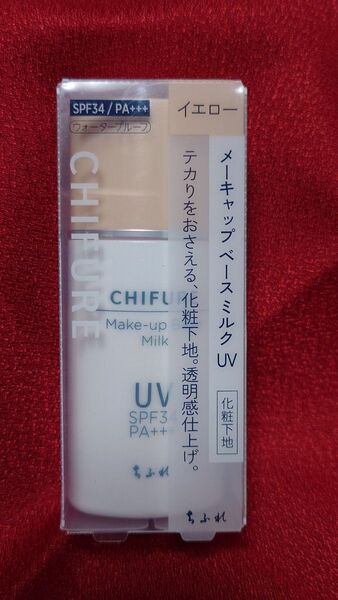 SPF34/PA+++
ウォータープルーフ
イエロー
CHIFURE
メーキャップ ベース ミルク UV
化粧下地
テカりをおさえる、化粧下地。透明感仕上げ。
CHIFURE
Make-up
Milk
UV
SPF34
PA+++
ちふれ
ちふれ